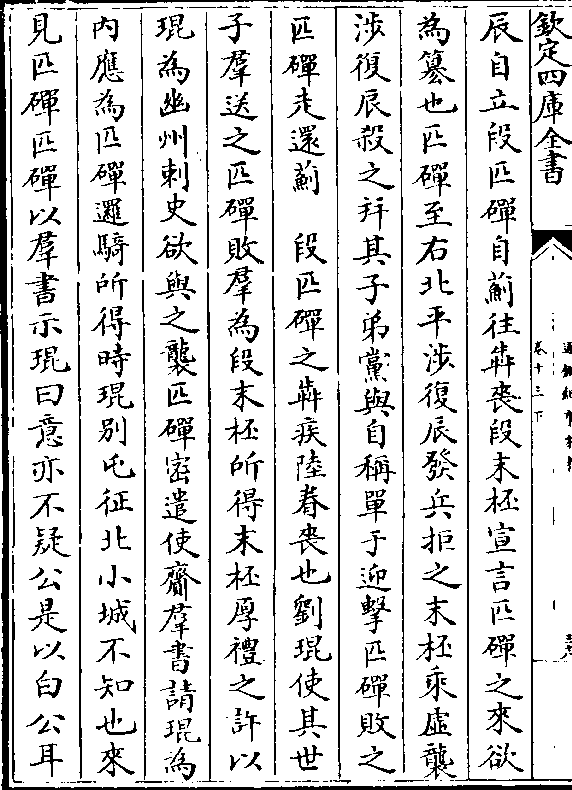 欽定四庫全書
卷十三下
辰自立段匹磾自薊往犇喪段末柸宣言匹磾之來欲
為簒也匹磾至右北平涉復辰發兵拒之末柸乘虛襲
涉復辰殺之并其子弟黨與自稱單于迎擊匹磾敗之
匹磾走還薊　段匹磾之犇疾陸眷喪也劉琨使其世
子羣送之匹磾敗羣為段末柸所得末柸厚禮之許以
琨為幽州刺史欲與之襲匹磾密遣使齎羣書請琨為
内應為匹磾邏騎所得時琨别屯征北小城不知也來
見匹磾匹磾以羣書示琨曰意亦不疑公是以白公耳